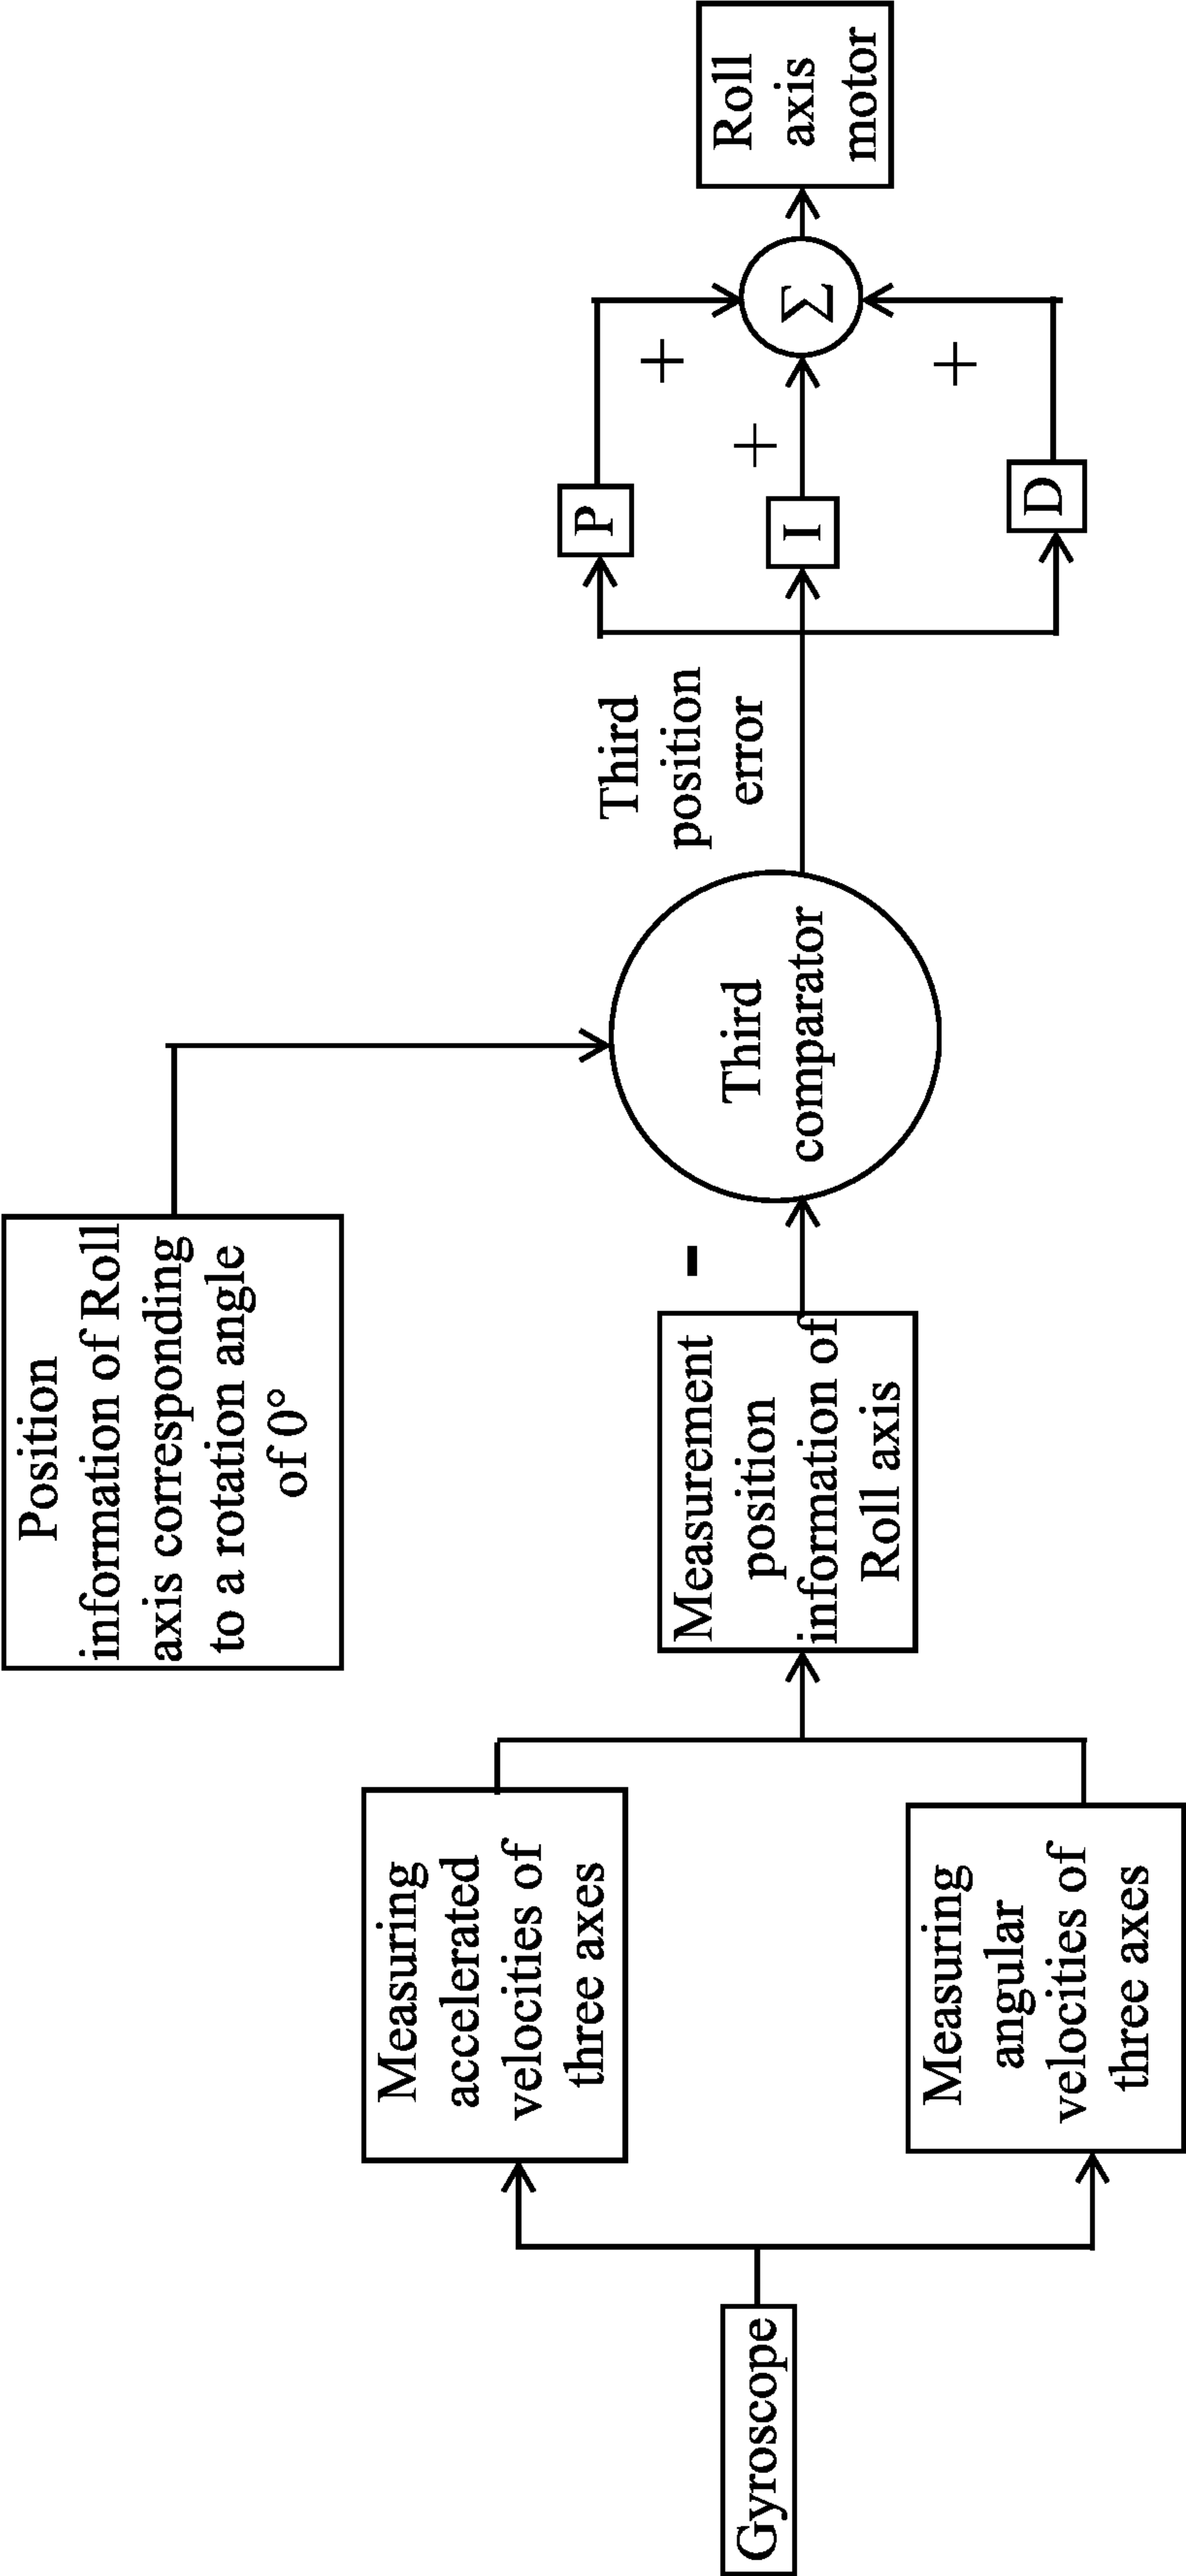 Gyroscope
Measuring
accelerated
velocities of
three axes
Measuring
angular
velocities of
three axes
Position
information of Roll
axis corresponding
to a rotation angle
of 0°
Measurement
position
information of
Roll axis
-
Third
comparator
Third
position
error
P
I
D
+
+
+
Σ
Roll
axis
motor